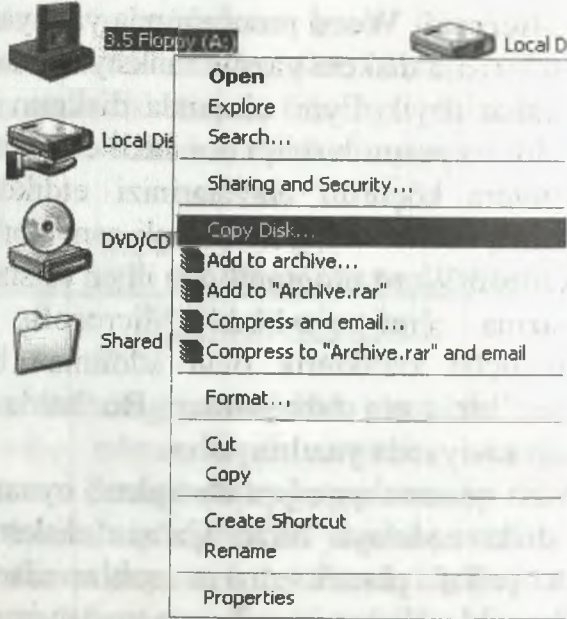 3.5 Floppy (A:)
Local D
Open
Explore
Search...
Local Dis
Sharing and Security...
Copy Disk...
DVD/CD
Add to archive...
Add to "Archive.rar"
Compress and email...
Shared
Compress to "Archive.rar" and email
Format...
Cut
Copy
Create Shortcut
Rename
Properties